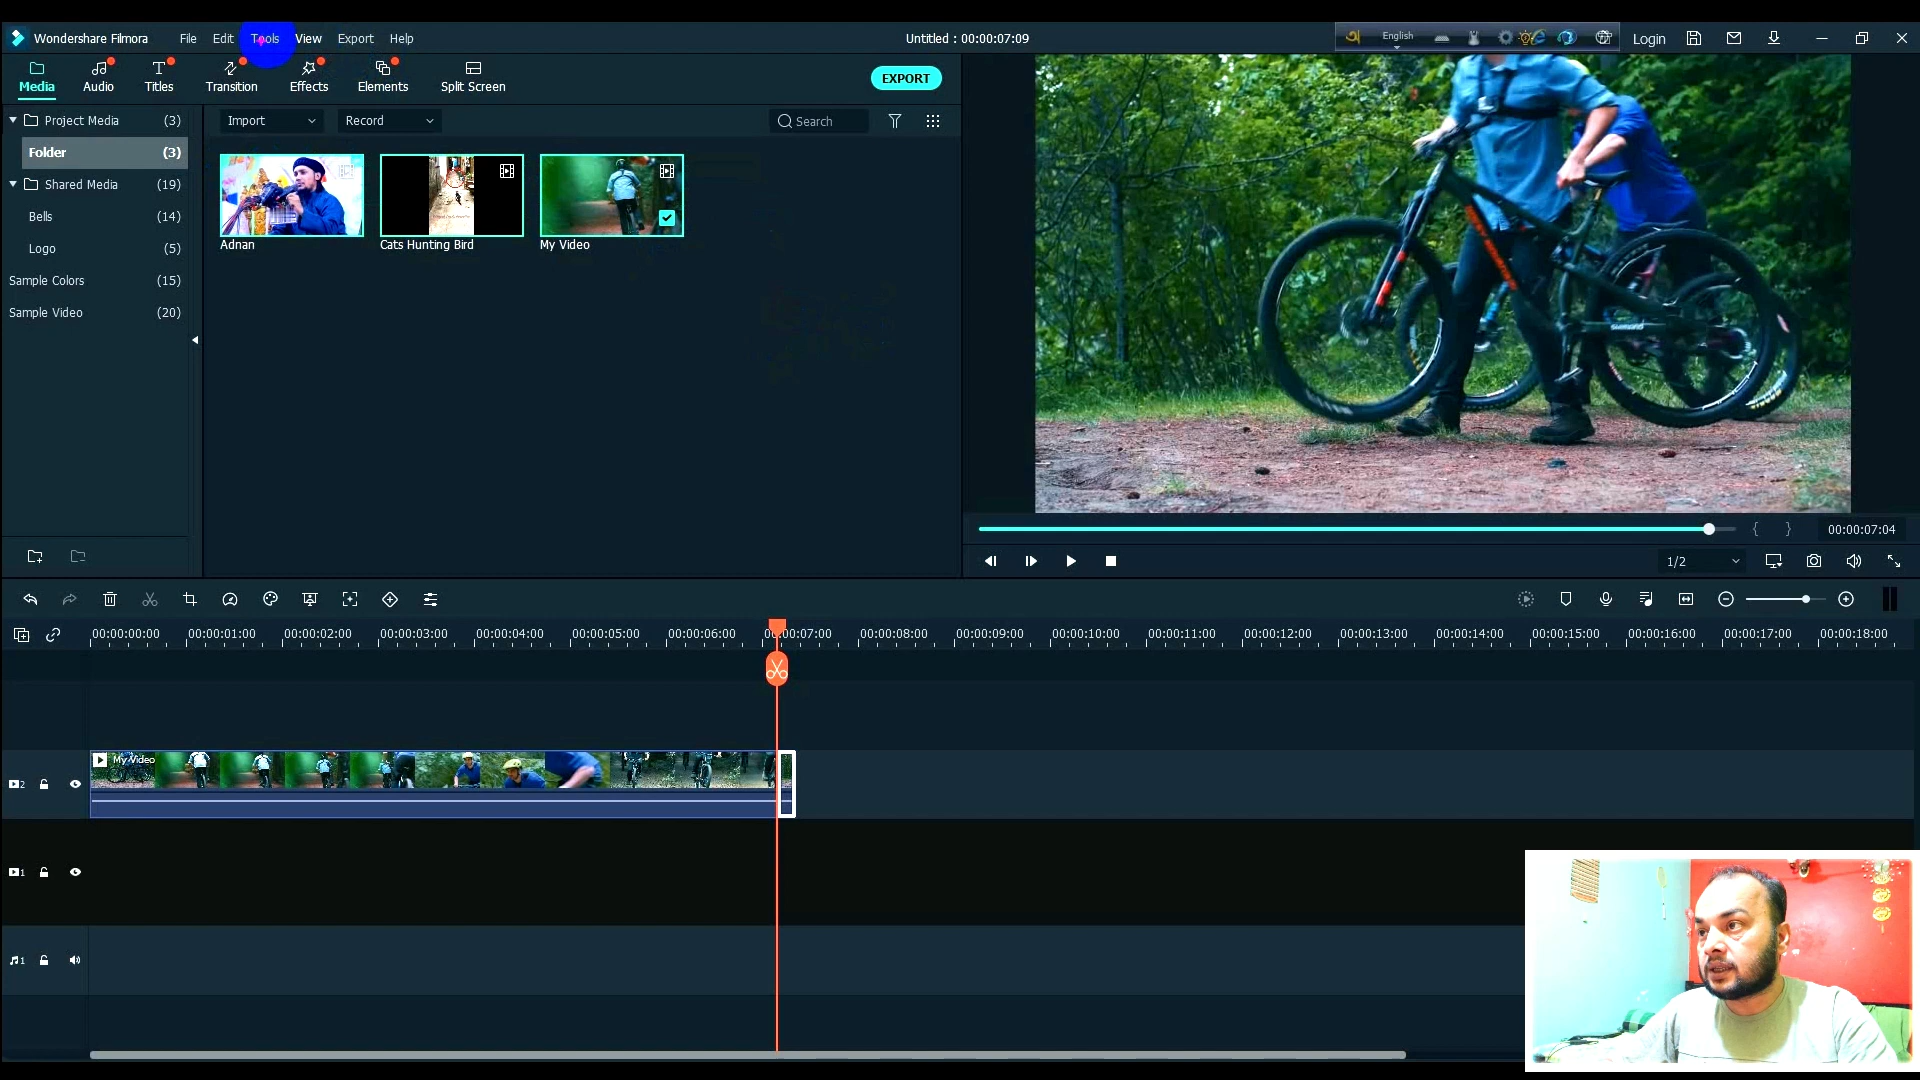 Wondershare Filmora File Edit Tools View Export Help Untitled : 00:00:07:09 English Login
Media Audio Titles Transition Effects Elements Split Screen EXPORT
Project Media (3) Import Record Search
Folder (3)
Shared Media (19)
Bells (14)
Logo (5)
Sample Colors (15)
Sample Video (20)
Adnan Cats Hunting Bird My Video
00:00:07:04
1/2
00:00:00:00 00:00:01:00 00:00:02:00 00:00:03:00 00:00:04:00 00:00:05:00 00:00:06:00 00:00:07:00 00:00:08:00 00:00:09:00 00:00:10:00 00:00:11:00 00:00:12:00 00:00:13:00 00:00:14:00 00:00:15:00 00:00:16:00 00:00:17:00 00:00:18:00
My Video
2
1
1